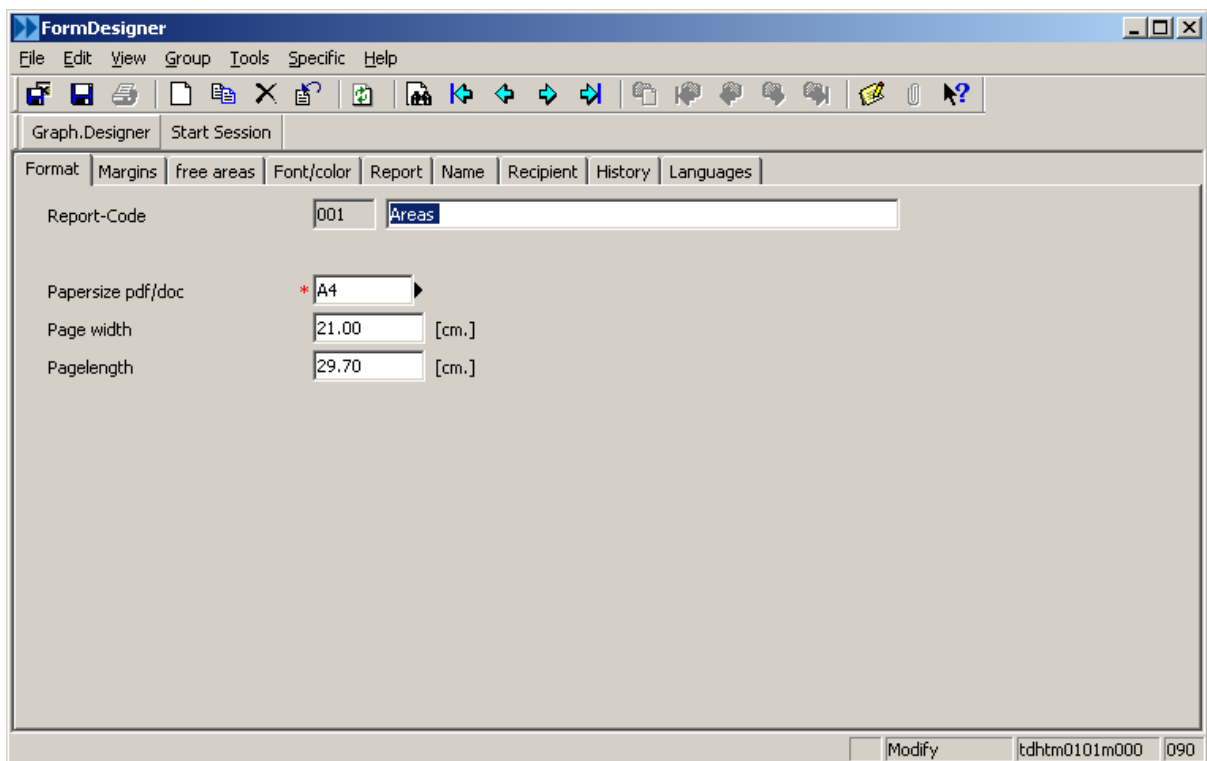 FormDesigner
File Edit View Group Tools Specific Help
Graph.Designer Start Session
Format Margins free areas Font/color Report Name Recipient History Languages
Report-Code 001 Areas
Papersize pdf/doc * A4
Page width 21.00 [cm.]
Pagelength 29.70 [cm.]
Modify tdhtm0101m000 090